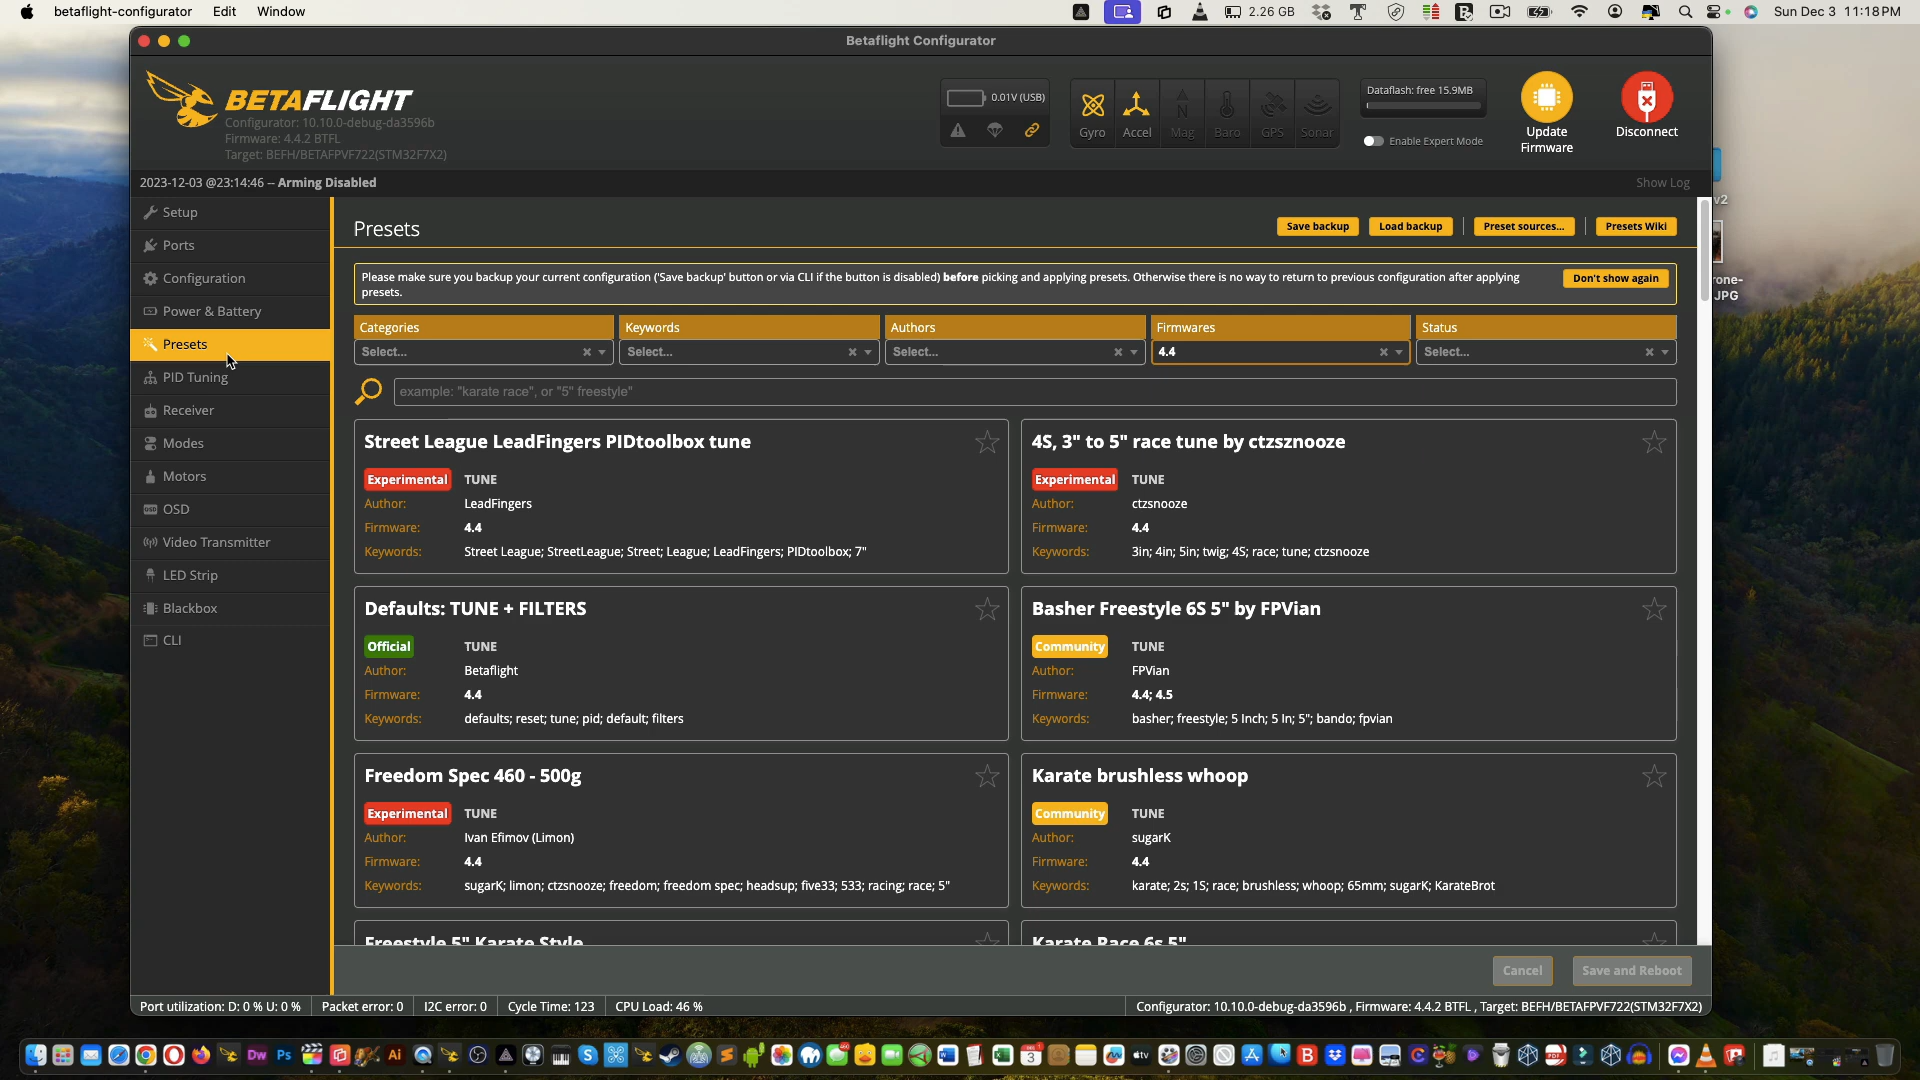 betaflight-configurator Edit Window
2.26 GB
Sun Dec 3 11:18 PM
Betaflight Configurator
BETAFLIGHT
Configurator: 10.10.0-debug-da3596b
Firmware: 4.4.2 BTFL
Target: BEFH/BETAFPVF722(STM32F7X2)
0.01V (USB)
Gyro Accel Mag Baro GPS Sonar
Dataflash: free 15.9MB
Enable Expert Mode
Update
Firmware
Disconnect
2023-12-03 @23:14:46 -- Arming Disabled
Show Log
v2
rone-
JPG
Setup
Ports
Configuration
Power & Battery
Presets
PID Tuning
Receiver
Modes
Motors
OSD
Video Transmitter
LED Strip
Blackbox
CLI
Presets
Save backup Load backup Preset sources... Presets Wiki
Please make sure you backup your current configuration ('Save backup' button or via CLI if the button is disabled) before picking and applying presets. Otherwise there is no way to return to previous configuration after applying
presets.
Don't show again
Categories Keywords Authors Firmwares Status
Select... Select... Select... 4.4 Select...
example: "karate race", or "5" freestyle"
Street League LeadFingers PIDtoolbox tune
Experimental TUNE
Author: LeadFingers
Firmware: 4.4
Keywords: Street League; StreetLeague; Street; League; LeadFingers; PIDtoolbox; 7"
4S, 3" to 5" race tune by ctzsznooze
Experimental TUNE
Author: ctzsnooze
Firmware: 4.4
Keywords: 3in; 4in; 5in; twig; 4S; race; tune; ctzsnooze
Defaults: TUNE + FILTERS
Official TUNE
Author: Betaflight
Firmware: 4.4
Keywords: defaults; reset; tune; pid; default; filters
Basher Freestyle 6S 5" by FPVian
Community TUNE
Author: FPVian
Firmware: 4.4; 4.5
Keywords: basher; freestyle; 5 Inch; 5 In; 5"; bando; fpvian
Freedom Spec 460 - 500g
Experimental TUNE
Author: Ivan Efimov (Limon)
Firmware: 4.4
Keywords: sugarK; limon; ctzsnooze; freedom; freedom spec; headsup; five33; 533; racing; race; 5"
Karate brushless whoop
Community TUNE
Author: sugarK
Firmware: 4.4
Keywords: karate; 2s; 1S; race; brushless; whoop; 65mm; sugarK; KarateBrot
Freestyle 5" Karate Style
Karate Race 6s 5"
Cancel Save and Reboot
Port utilization: D: 0 % U: 0 % Packet error: 0 I2C error: 0 Cycle Time: 123 CPU Load: 46 %
Configurator: 10.10.0-debug-da3596b , Firmware: 4.4.2 BTFL , Target: BEFH/BETAFPVF722(STM32F7X2)
Dw Ps Ai